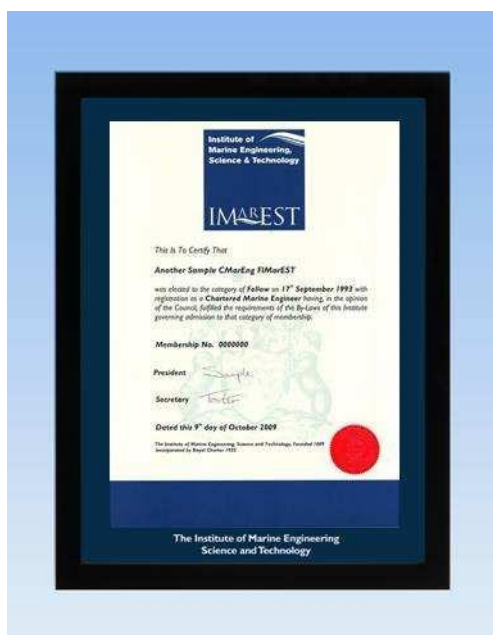 Institute of
Marine Engineering,
Science & Technology
IMAREST
This Is To Certify That
Another Sample CMarEng FIMarEST
was elected to the category of Fellow on 17th September 1993 with
registration as a Chartered Marine Engineer having, in the opinion
of the Council, fulfilled the requirements of the By-Laws of this Institute
governing admission to that category of membership.
Membership No. 0000000
President Sample
Secretary
Dated this 9th day of October 2009
The Institute of Marine Engineering, Science and Technology, Founded 1889
Incorporated by Royal Charter 1933
The Institute of Marine Engineering
Science and Technology